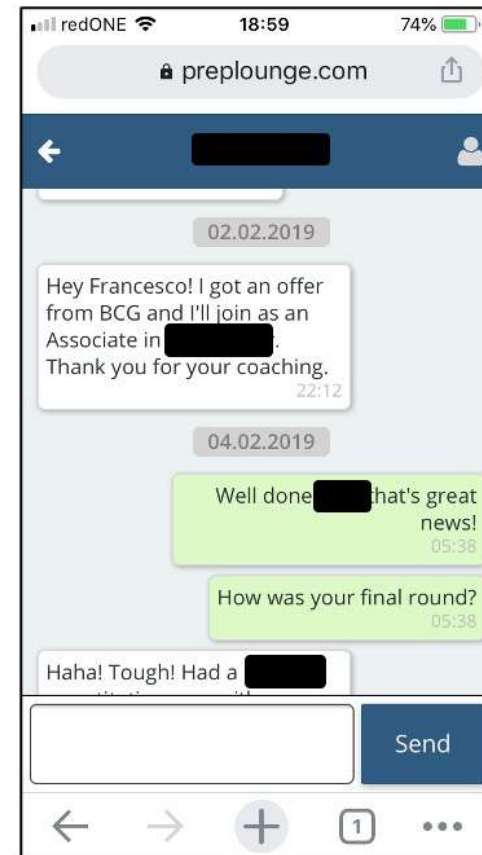 redONE 18:59 74%
preplounge.com
02.02.2019
Hey Francesco! I got an offer
from BCG and I'll join as an
Associate in .
Thank you for your coaching.
22:12
04.02.2019
Well done that's great
news!
05:38
How was your final round?
05:38
Haha! Tough! Had a
Send
1